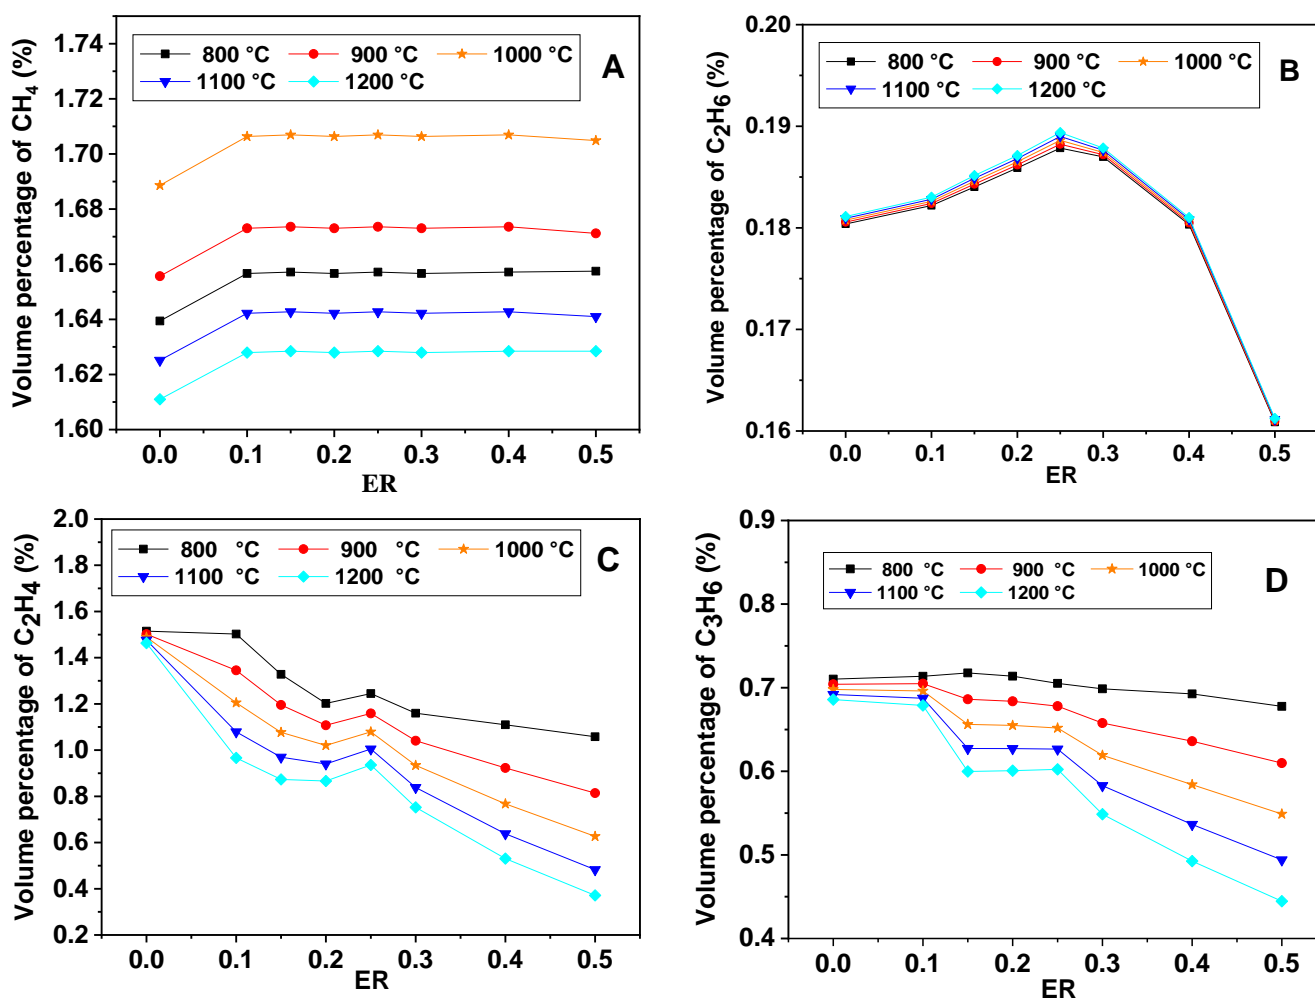 Volume percentage of CH4 (%)
1.74
1.72
1.70
1.68
1.66
1.64
1.62
1.60
800 °C 900 °C 1000 °C
1100 °C 1200 °C
A
0.0 0.1 0.2 0.3 0.4 0.5
ER
Volume percentage of C2H6 (%)
0.20
0.19
0.18
0.17
0.16
800 °C 900 °C 1000 °C
1100 °C 1200 °C
B
0.0 0.1 0.2 0.3 0.4 0.5
ER
Volume percentage of C2H4 (%)
2.0
1.8
1.6
1.4
1.2
1.0
0.8
0.6
0.4
0.2
800 °C 900 °C 1000 °C
1100 °C 1200 °C
C
0.0 0.1 0.2 0.3 0.4 0.5
ER
Volume percentage of C3H6 (%)
0.9
0.8
0.7
0.6
0.5
0.4
800 °C 900 °C 1000 °C
1100 °C 1200 °C
D
0.0 0.1 0.2 0.3 0.4 0.5
ER